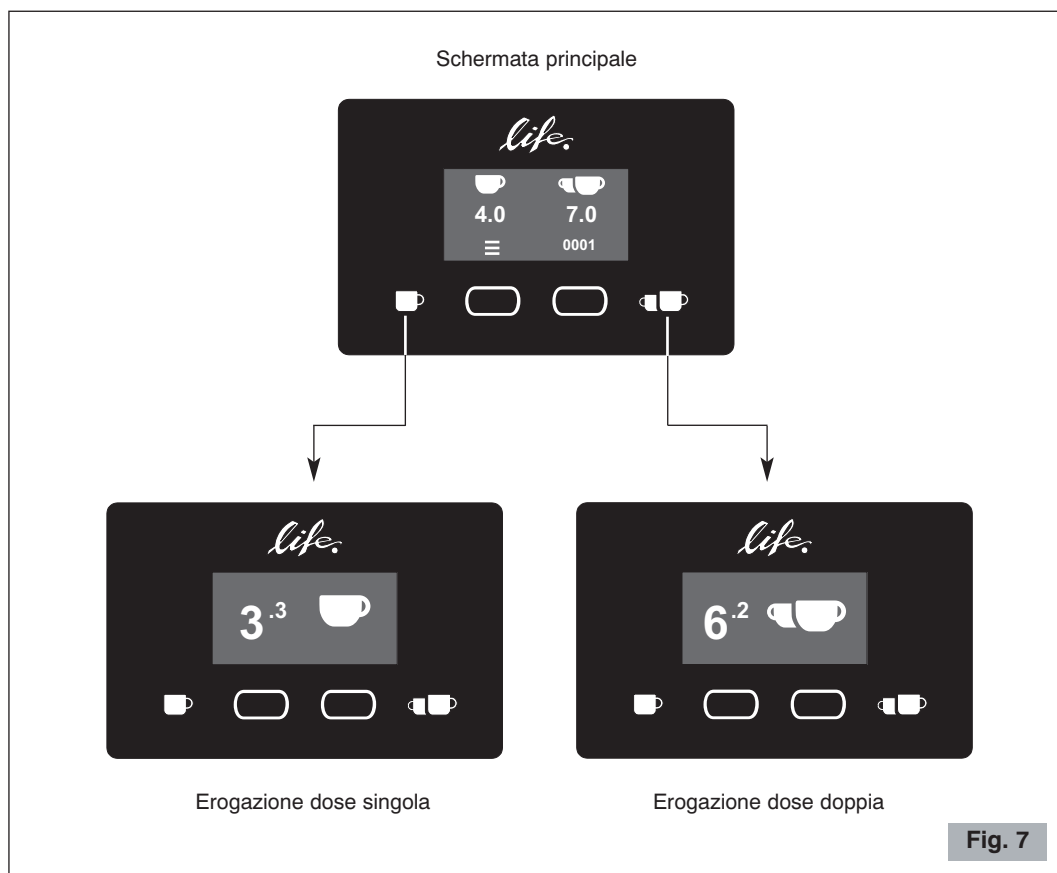 Schermata principale
life.
4.0 7.0
0001
life.
3.3
life.
6.2
Erogazione dose singola
Erogazione dose doppia
Fig. 7